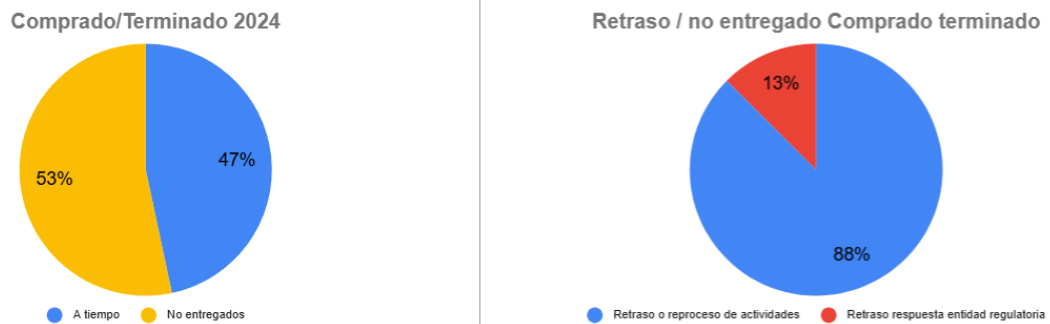 Comprado/Terminado 2024
47%
53%
A tiempo
No entregados
Retraso / no entregado Comprado terminado
13%
88%
Retraso o reproceso de actividades
Retraso respuesta entidad regulatoria